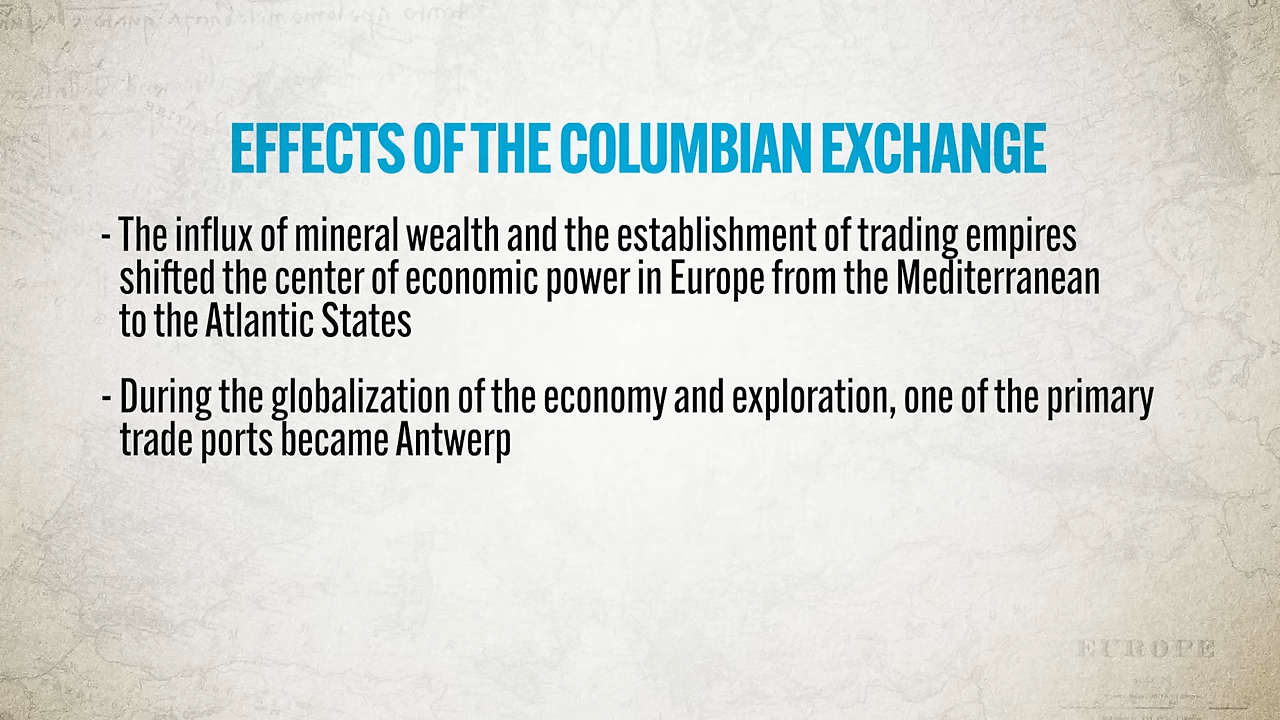 EFFECTS OF THE COLUMBIAN EXCHANGE
- The influx of mineral wealth and the establishment of trading empires
shifted the center of economic power in Europe from the Mediterranean
to the Atlantic States
- During the globalization of the economy and exploration, one of the primary
trade ports became Antwerp
EUROPE